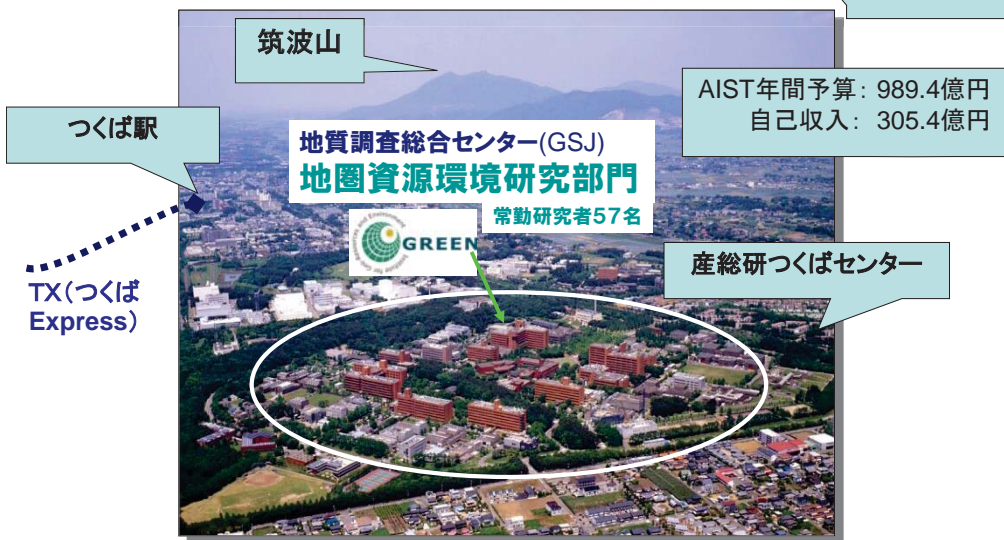 筑波山
AIST年間予算: 989.4億円
自己収入: 305.4億円
つくば駅
地質調査総合センター(GSJ)
地圏資源環境研究部門
常勤研究者57名
GREEN
産総研つくばセンター
TX(つくば
Express)